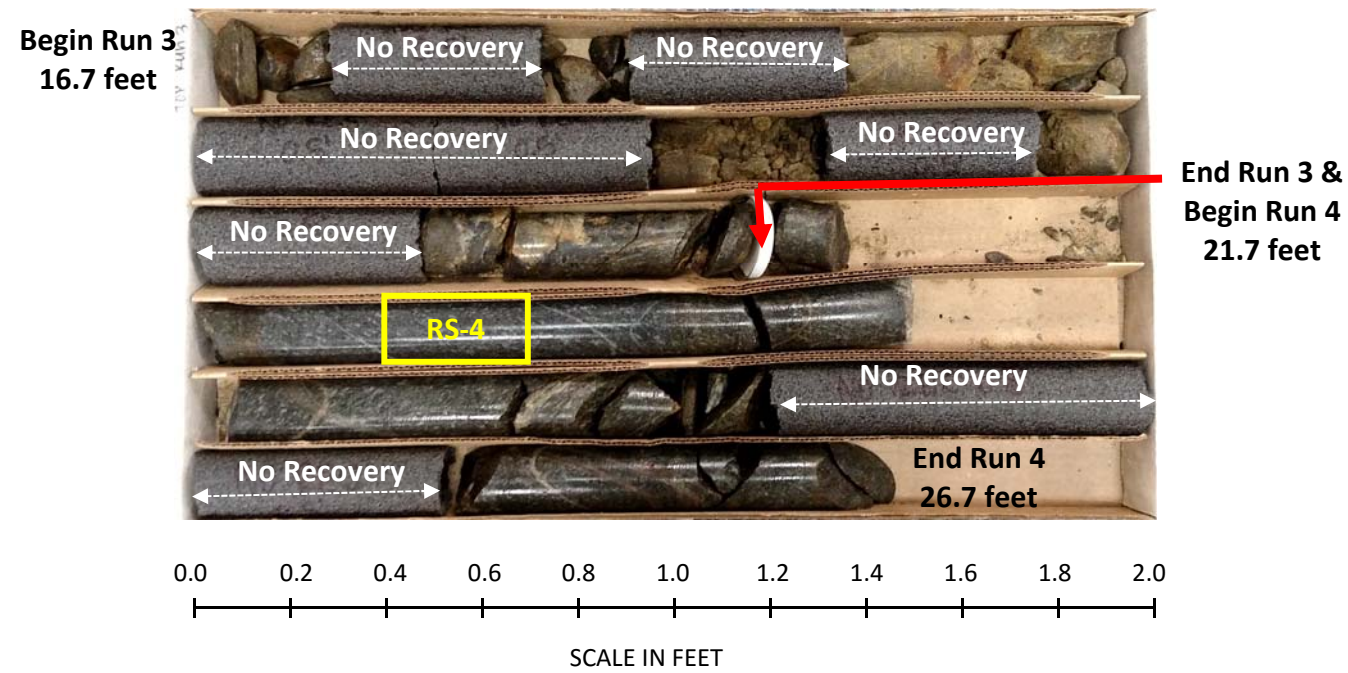 Begin Run 3
16.7 feet
No Recovery
No Recovery
No Recovery
No Recovery
End Run 3 &
Begin Run 4
21.7 feet
No Recovery
RS-4
No Recovery
No Recovery
End Run 4
26.7 feet
0.0 0.2 0.4 0.6 0.8 1.0 1.2 1.4 1.6 1.8 2.0
SCALE IN FEET